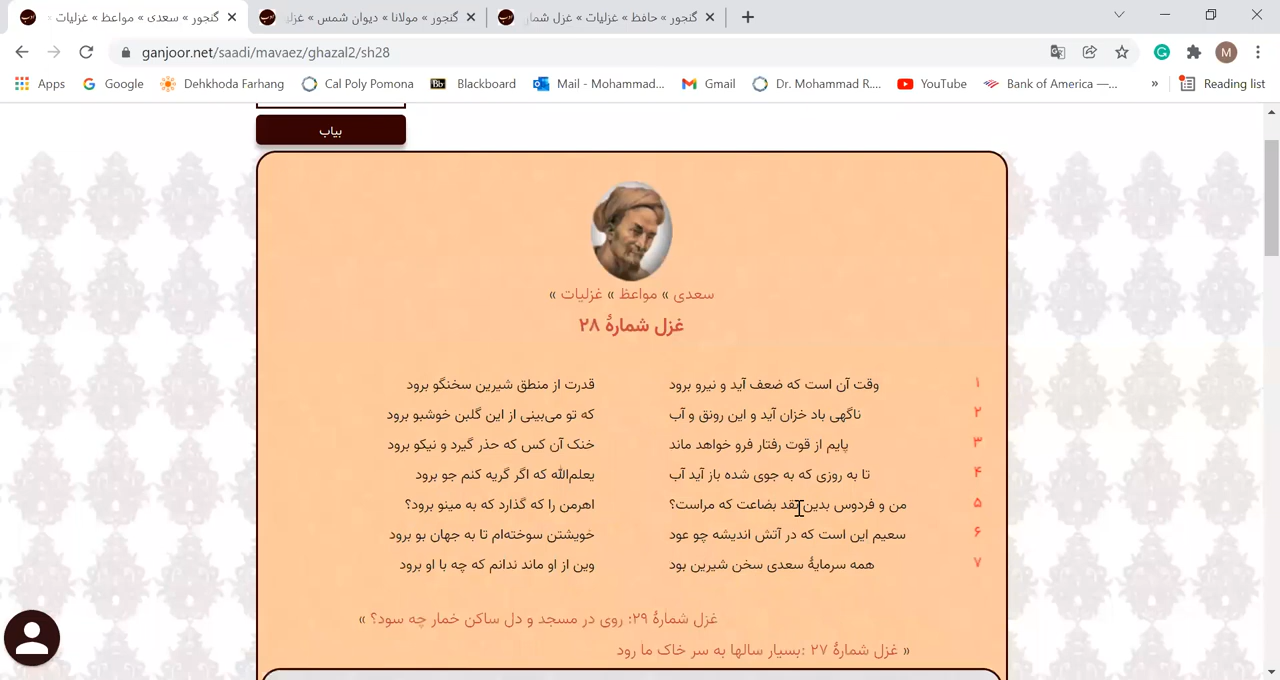 گنجور » سعدی » مواعظ » غزلیات »
گنجور » مولانا » دیوان شمس » غزلی
گنجور » حافظ » غزلیات » غزل شمار
ganjoor.net/saadi/mavaez/ghazal2/sh28
M
Apps
Google
Dehkhoda Farhang
Cal Poly Pomona
Bb Blackboard
Mail - Mohammad...
Gmail
Dr. Mohammad R....
YouTube
Bank of America —...
»
Reading list
بیاب
سعدی » مواعظ » غزلیات »
غزل شمارهٔ ۲۸
۱ وقت آن است که ضعف آید و نیرو برود قدرت از منطق شیرین سخنگو برود
۲ ناگهی باد خزان آید و این رونق و آب که تو می‌بینی از این گلبن خوشبو برود
۳ پایم از قوت رفتار فرو خواهد ماند خنک آن کس که حذر گیرد و نیکو برود
۴ تا به روزی که به جوی شده باز آید آب یعلم‌الله که اگر گریه کنم جو برود
۵ من و فردوس بدین نقد بضاعت که مراست؟ اهرمن را که گذارد که به مینو برود؟
۶ سعیم این است که در آتش اندیشه چو عود خویشتن سوخته‌ام تا به جهان بو برود
۷ همه سرمایهٔ سعدی سخن شیرین بود وین از او ماند ندانم که چه با او برود
غزل شمارهٔ ۲۹: روی در مسجد و دل ساکن خمار چه سود؟ »
« غزل شمارهٔ ۲۷ :بسیار سالها به سر خاک ما رود